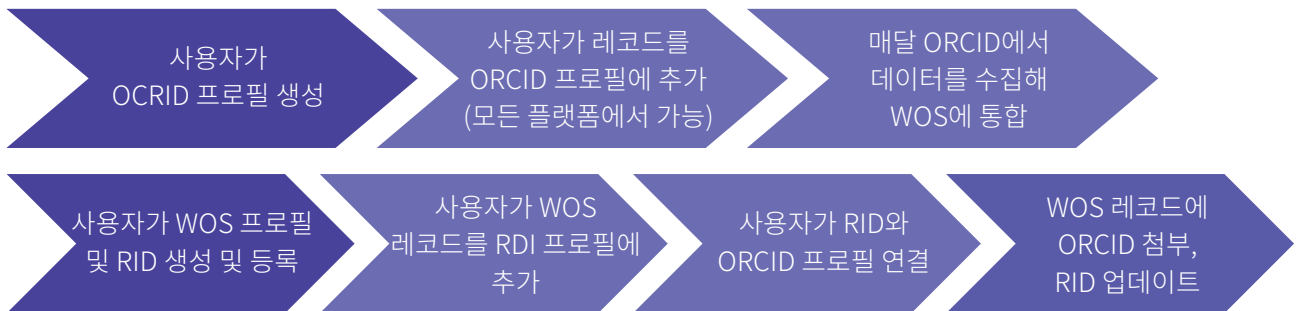 사용자가
OCRID 프로필 생성
사용자가 레코드를
ORCID 프로필에 추가
(모든 플랫폼에서 가능)
매달 ORCID에서
데이터를 수집해
WOS에 통합
사용자가 WOS 프로필
및 RID 생성 및 등록
사용자가 WOS
레코드를 RDI 프로필에
추가
사용자가 RID와
ORCID 프로필 연결
WOS 레코드에
ORCID 첨부,
RID 업데이트